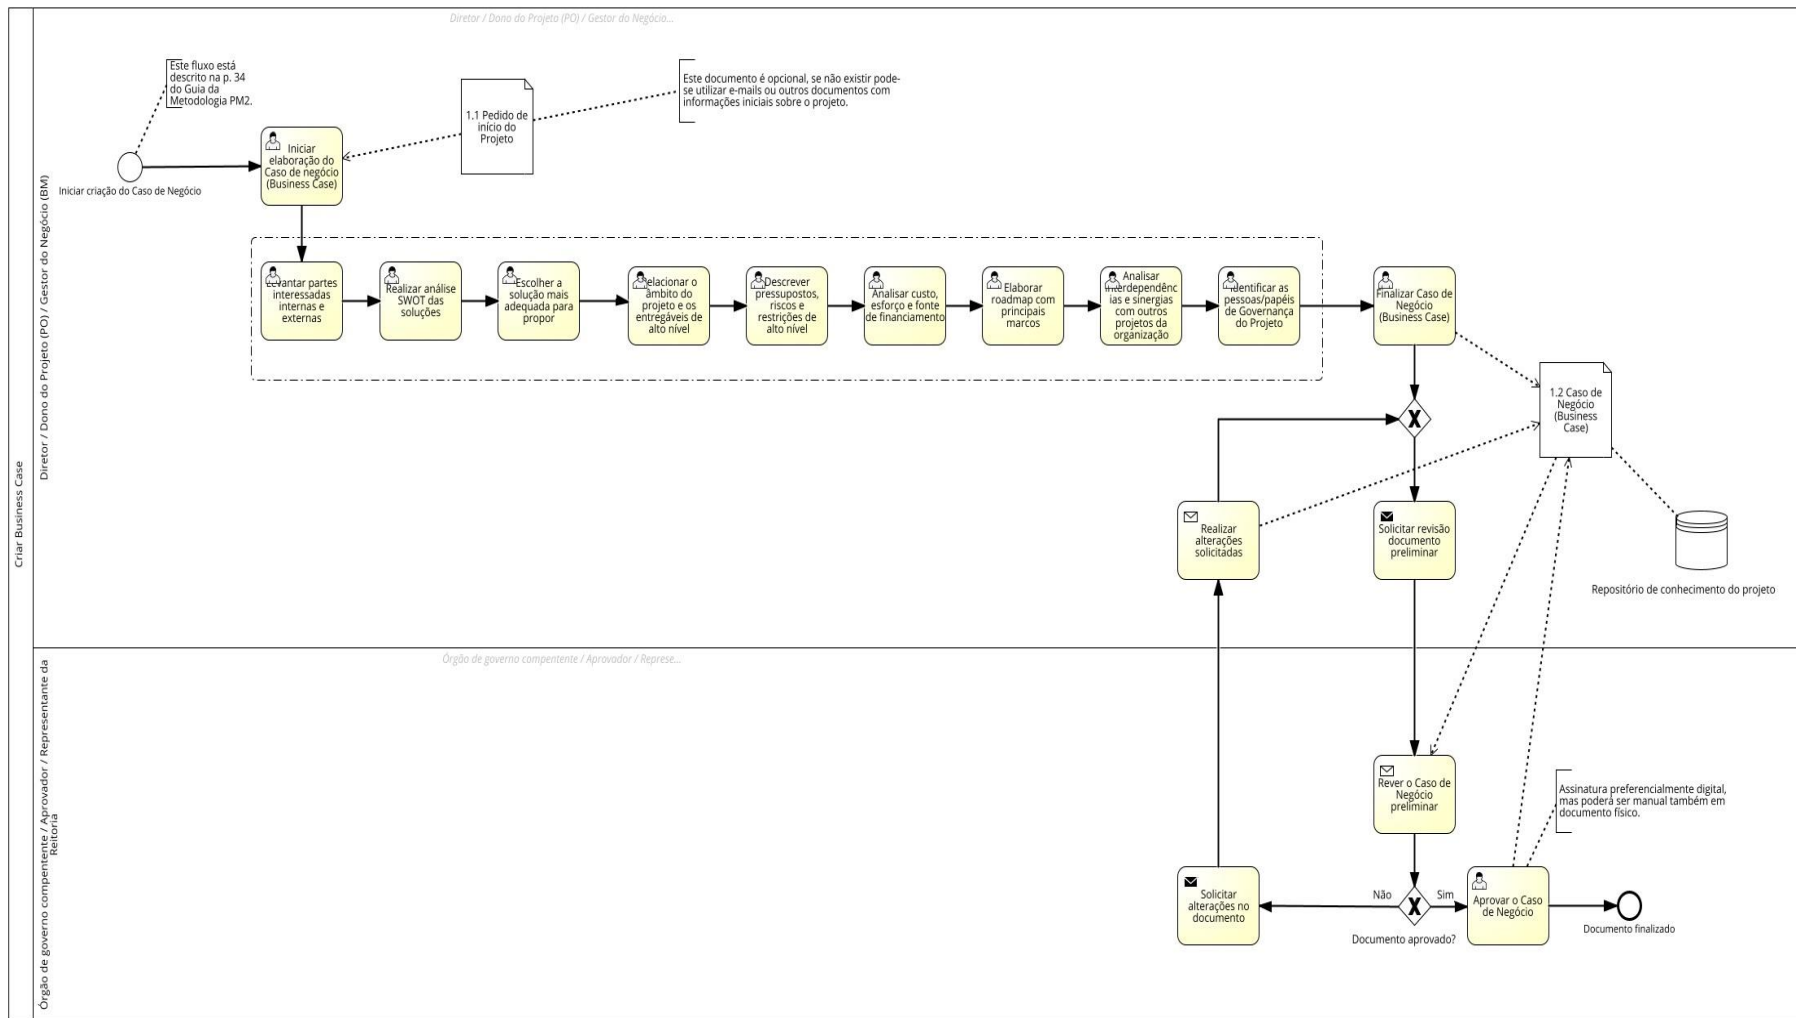 Diretor / Dono do Projeto (PO) / Gestor do Negócio...
Este fluxo está
descrito na p. 34
do Guia da
Metodologia PM2.
1.1 Pedido de
início do
Projeto
Este documento é opcional, se não existir pode-
se utilizar e-mails ou outros documentos com
informações iniciais sobre o projeto.
Iniciar criação do Caso de Negócio
Iniciar
elaboração do
Caso de negócio
(Business Case)
Levantar partes
interessadas
internas e
externas
Realizar análise
SWOT das
soluções
Escolher a
solução mais
adequada para
propor
Relacionar o
âmbito do
projeto e os
entregáveis de
alto nível
Descrever
pressupostos,
riscos e
restrições de
alto nível
Analisar custo,
esforço e fonte
de financiamento
Elaborar
roadmap com
principais
marcos
Analisar
interdependênc
ias e sinergias
com outros
projetos da
organização
Identificar as
pessoas/papéis
de Governança
do Projeto
Finalizar Caso de
Negócio
(Business Case)
1.2 Caso de
Negócio
(Business
Case)
Realizar
alterações
solicitadas
Solicitar revisão
documento
preliminar
Repositório de conhecimento do projeto
Diretor / Dono do Projeto (PO) / Gestor do Negócio (BM)
Criar Business Case
Órgão de governo compentente / Aprovador / Represe...
Órgão de governo compentente / Aprovador / Representante da
Reitoria
Rever o Caso de
Negócio
preliminar
Assinatura preferencialmente digital,
mas poderá ser manual também em
documento físico.
Solicitar
alterações no
documento
Não
Sim
Documento aprovado?
Aprovar o Caso
de Negócio
Documento finalizado